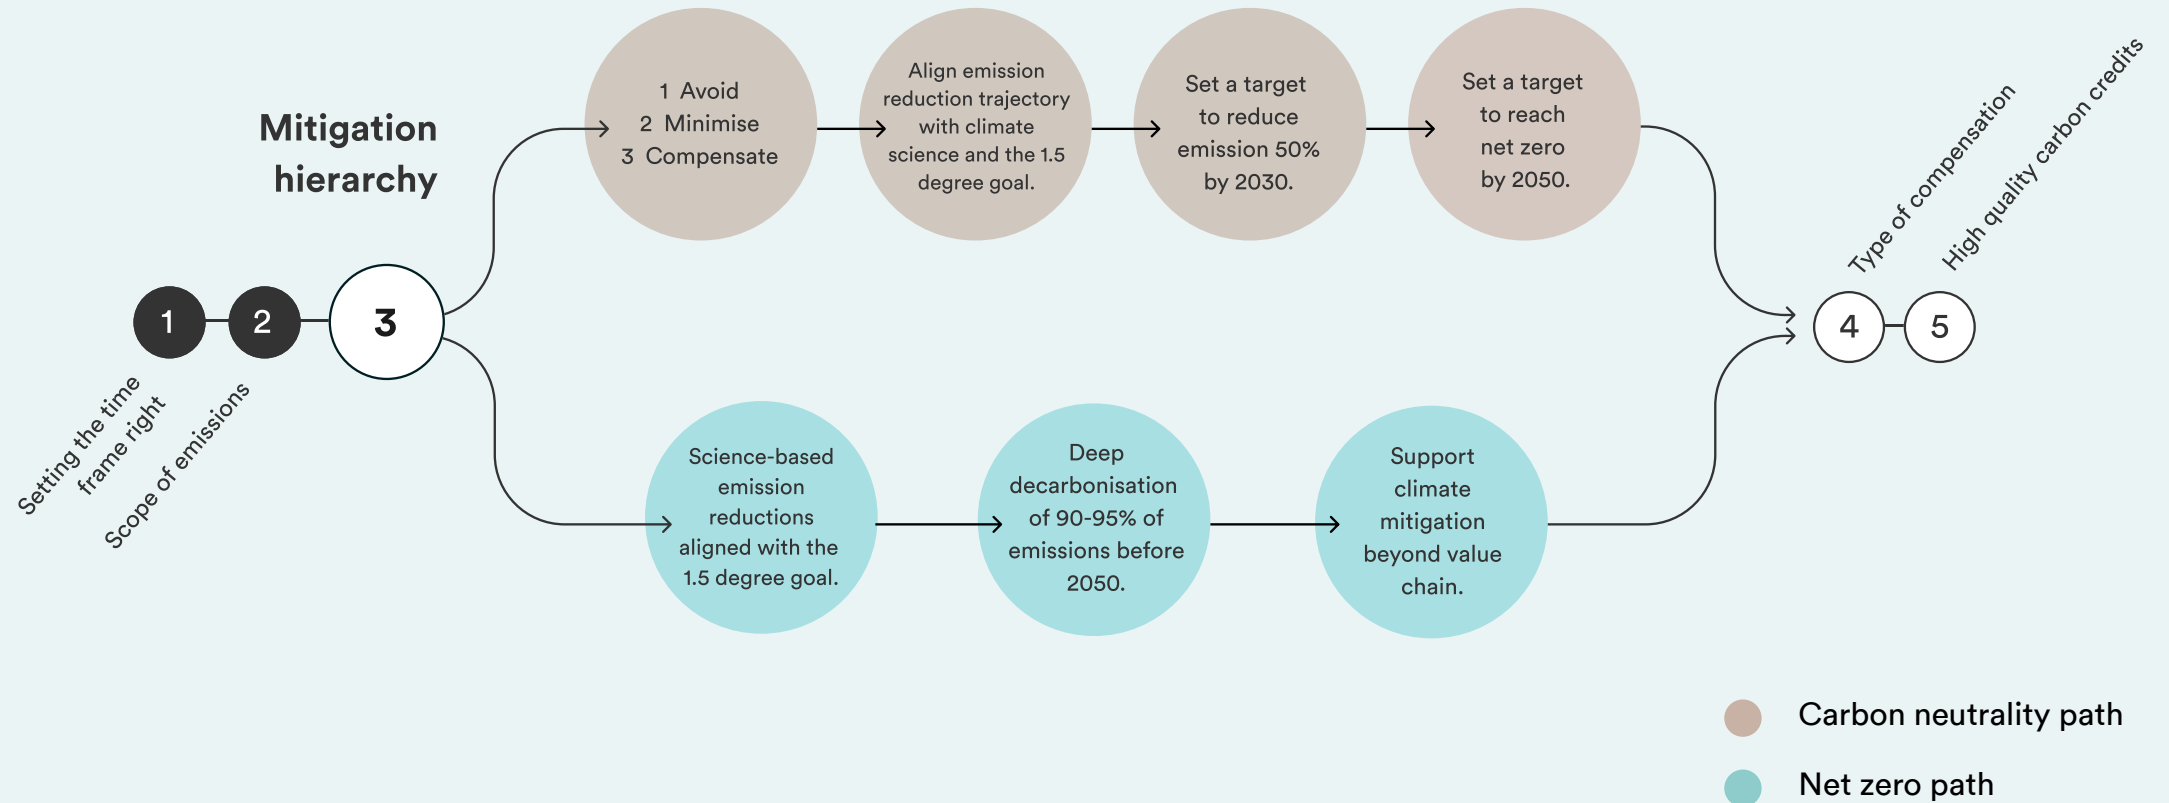 Mitigation
hierarchy
1
2
3
Setting the time
frame right
Scope of emissions
1 Avoid
2 Minimise
3 Compensate
Align emission
reduction trajectory
with climate
science and the 1.5
degree goal.
Set a target
to reduce
emission 50%
by 2030.
Set a target
to reach
net zero
by 2050.
Science-based
emission
reductions
aligned with the
1.5 degree goal.
Deep
decarbonisation
of 90-95% of
emissions before
2050.
Support
climate
mitigation
beyond value
chain.
Type of compensation
High quality carbon credits
4
5
Carbon neutrality path
Net zero path